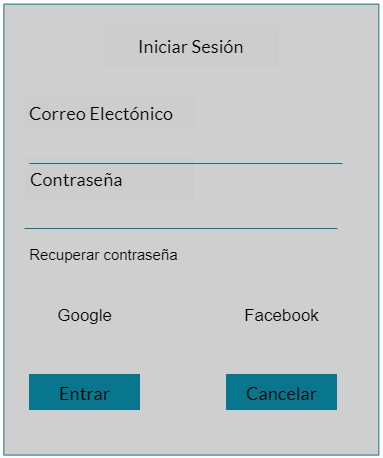 Iniciar Sesión
Correo Electónico
Contraseña
Recuperar contraseña
Google Facebook
Entrar Cancelar